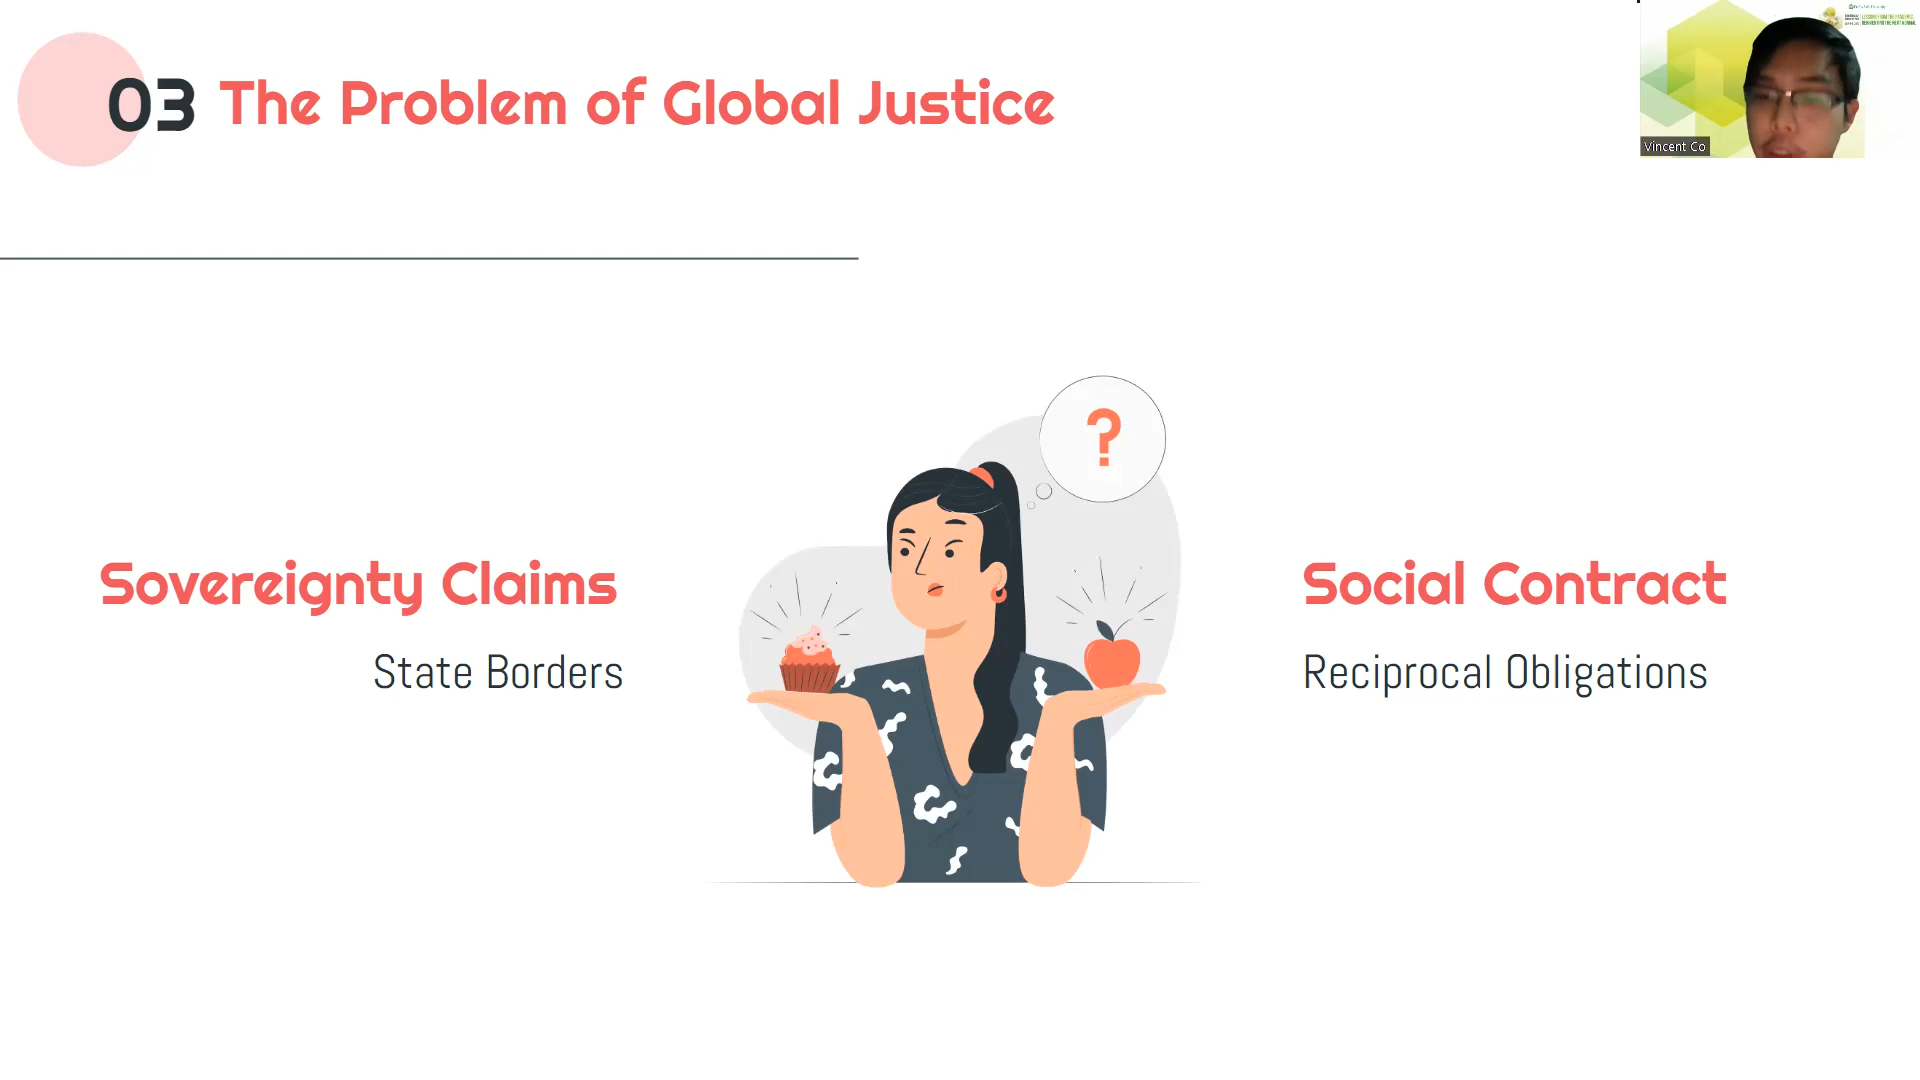 03 The Problem of Global Justice
Vincent Co
?
Sovereignty Claims
State Borders
Social Contract
Reciprocal Obligations